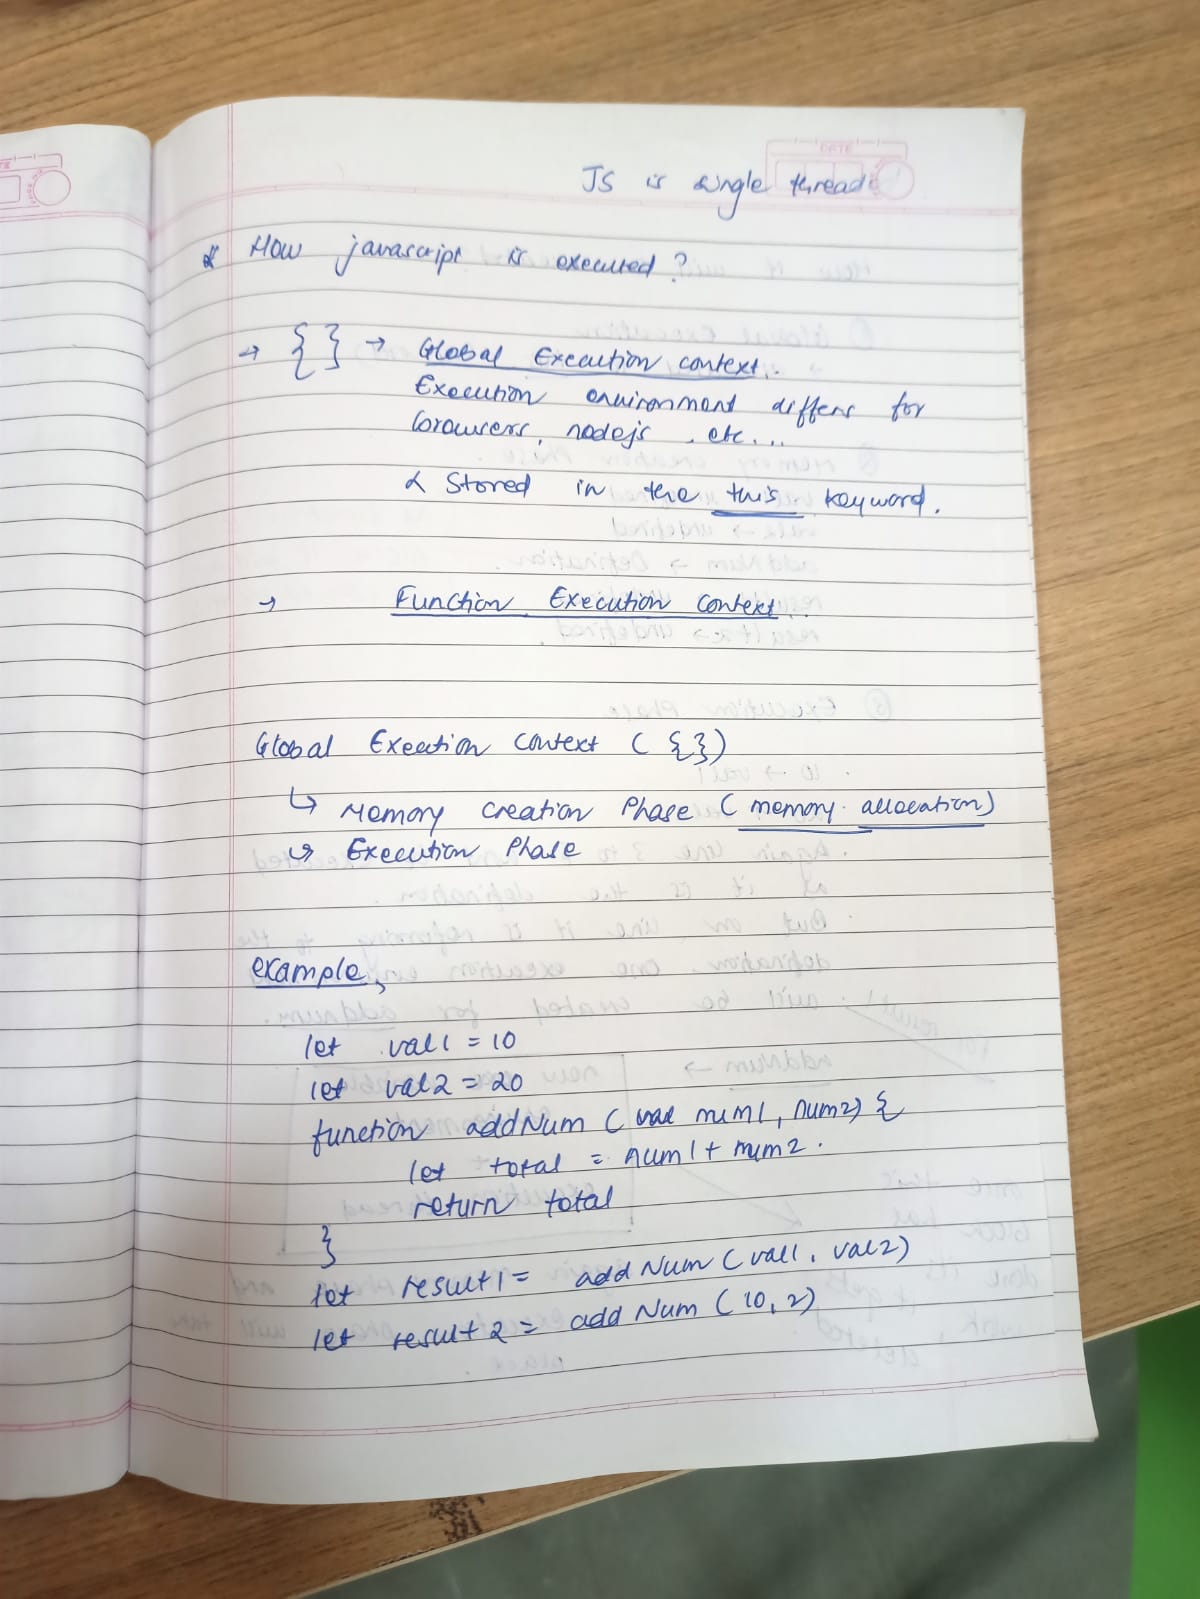 DATE
JS is single thread
* How javascript is executed?
→ { } → Global Execution context.
Execution environment differs for
browsers, nodejs, etc...
& Stored in the this keyword.
→ Function Execution Context.
Global Execution Context ( {})
↳ Memory Creation Phase (memory allocation)
↳ Execution Phase
example,
let val1 = 10
let val2 = 20
function addNum ( num1, num2) {
let total = num1 + num2.
return total
}
let result1 = addNum (val1, val2)
let result 2 = add Num (10, 2)